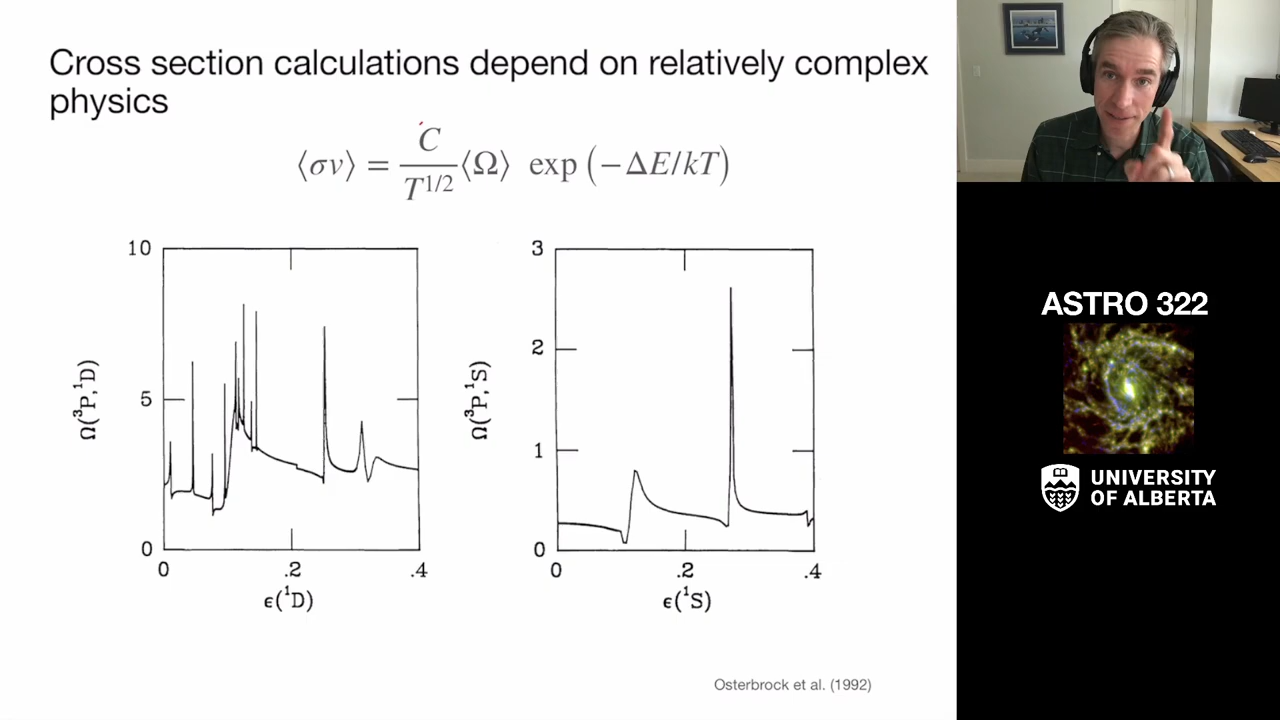 Cross section calculations depend on relatively complex
physics
⟨σv⟩ = C/T^{1/2} ⟨Ω⟩ exp (−ΔE/kT)
10
5
0
Ω(³P,¹D)
0 .2 .4
ϵ(¹D)
3
2
1
0
Ω(³P,¹S)
0 .2 .4
ϵ(¹S)
Osterbrock et al. (1992)
ASTRO 322
UNIVERSITY
OF ALBERTA